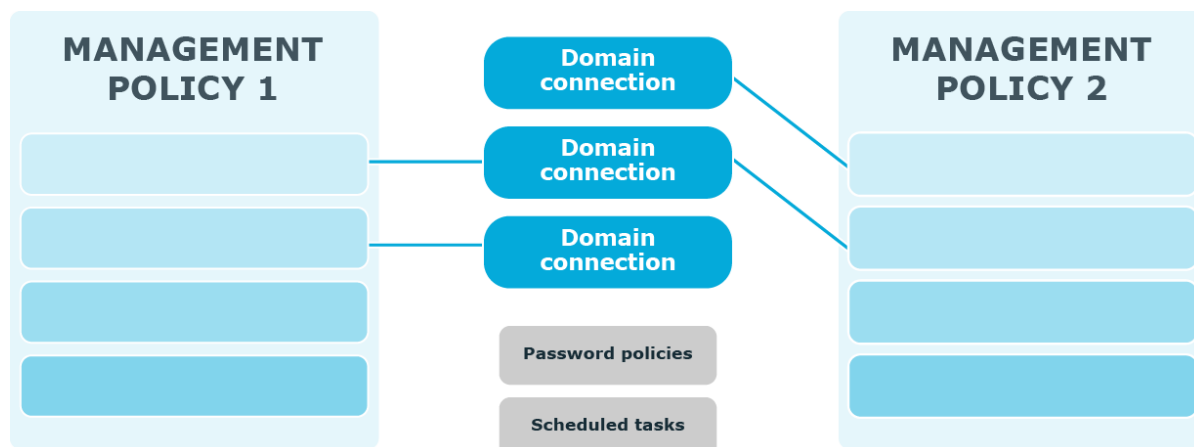 MANAGEMENT
POLICY 1
Domain
connection
Domain
connection
Domain
connection
Password policies
Scheduled tasks
MANAGEMENT
POLICY 2